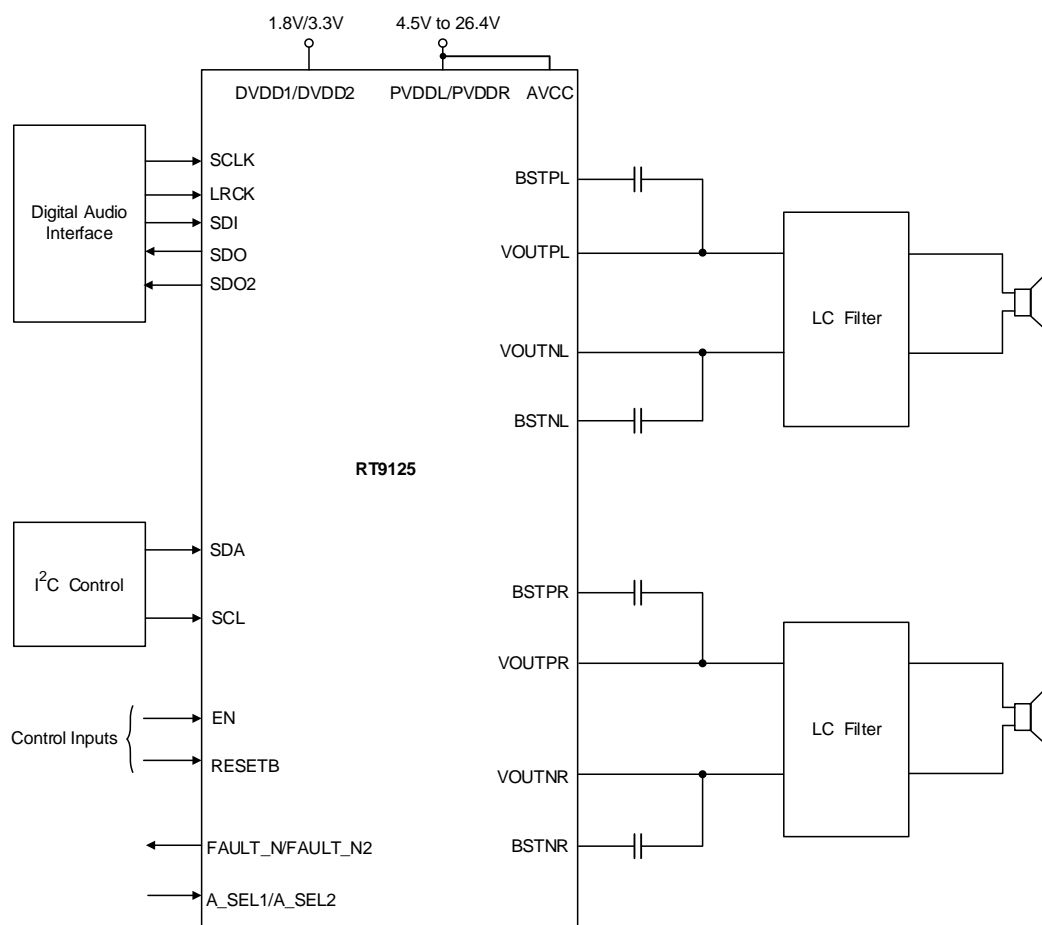 1.8V/3.3V
4.5V to 26.4V
DVDD1/DVDD2
PVDDL/PVDDR
AVCC
Digital Audio
Interface
SCLK
LRCK
SDI
SDO
SDO2
BSTPL
VOUTPL
VOUTNL
BSTNL
LC Filter
RT9125
I²C Control
SDA
SCL
BSTPR
VOUTPR
VOUTNR
BSTNR
LC Filter
Control Inputs
EN
RESETB
FAULT_N/FAULT_N2
A_SEL1/A_SEL2